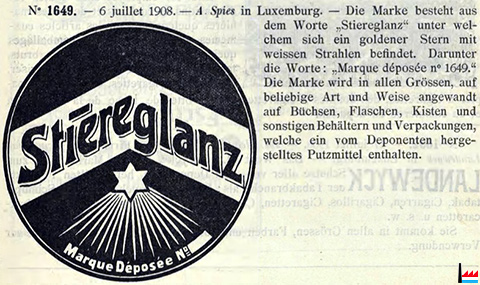 Nº 1649. — 6 juillet 1908. — A. Spies in Luxemburg. — Die Marke besteht aus
dem Worte „Stiereglanz" unter wel-
chem sich ein goldener Stern mit
weissen Strahlen befindet. Darunter
die Worte: „Marque déposée nº 1649."
Die Marke wird in allen Grössen, auf
beliebige Art und Weise angewandt
auf Büchsen, Flaschen, Kisten und
sonstigen Behältern und Verpackungen,
welche ein vom Deponenten herge-
stelltes Putzmittel enthalten.
Stiereglanz
Marque Déposée Nº